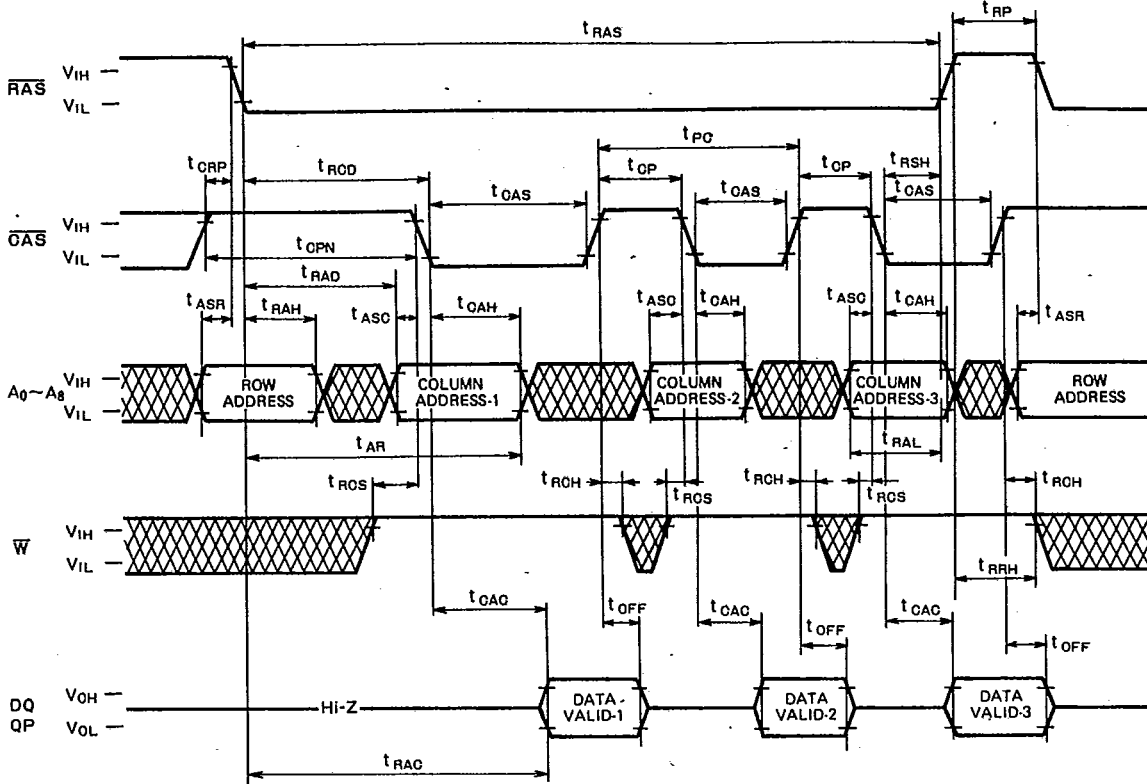 tRP
tRAS
RAS VIH
VIL
tPC
tCRP tRCD tCP tCP tRSH
tCAS tCAS tCAS
CAS VIH
VIL
tCPN
tRAD
tASR tRAH tASC tCAH tASC tCAH tASC tCAH tASR
A0~A8 VIH
VIL
ROW ADDRESS
COLUMN ADDRESS-1
COLUMN ADDRESS-2
COLUMN ADDRESS-3
ROW ADDRESS
tAR tRAL
tRCS tRCH tRCS tRCH tRCS tRCH
W VIH
VIL
tRRH
tCAC tOFF tCAC tOFF tCAC tOFF
DQ VOH
QP VOL
Hi-Z
DATA VALID-1
DATA VALID-2
DATA VALID-3
tRAC